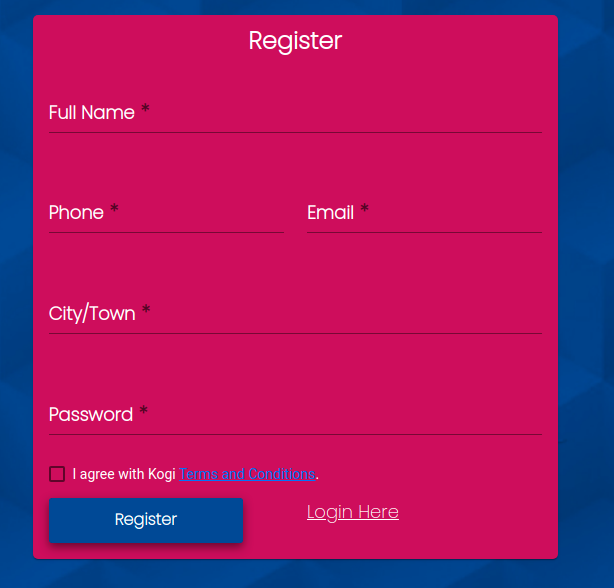 Register
Full Name *
Phone * Email *
City/Town *
Password *
I agree with Kogi Terms and Conditions.
Register Login Here